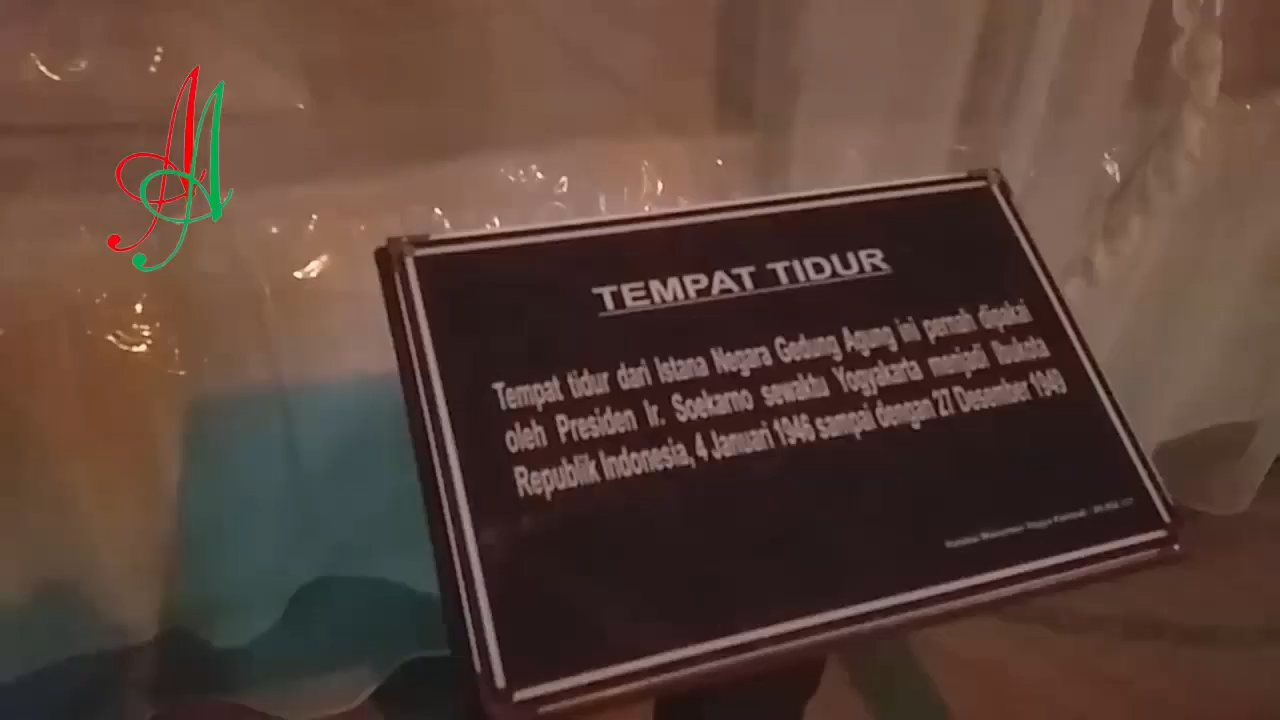 TEMPAT TIDUR
Tempat tidur dari Istana Negara Gedung Agung ini pernah dipakai
oleh Presiden Ir. Soekarno sewaktu Yogyakarta menjadi Ibukota
Republik Indonesia, 4 Januari 1946 sampai dengan 27 Desember 1949